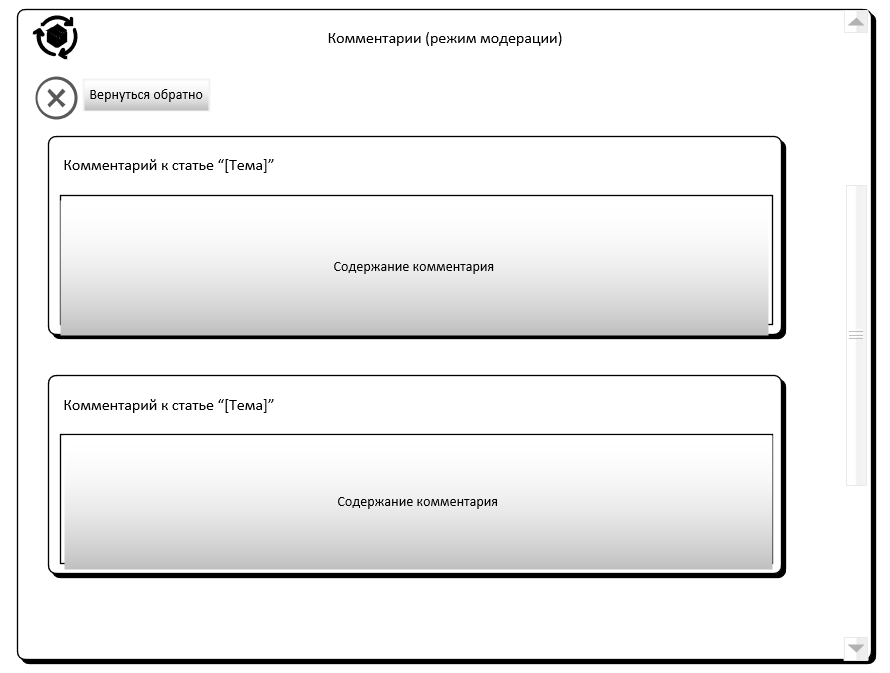 Комментарии (режим модерации)
Вернуться обратно
Комментарий к статье “[Тема]”
Содержание комментария
Комментарий к статье “[Тема]”
Содержание комментария